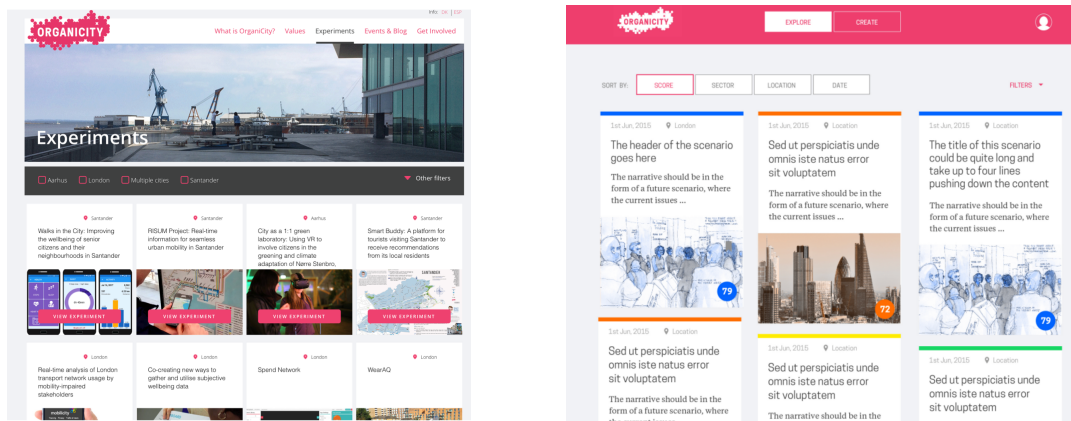 Info: DK | ESP
ORGANICITY
What is OrganiCity? Values Experiments Events & Blog Get Involved
Experiments
Aarhus London Multiple cities Santander Other filters
Santander
Walks in the City: Improving
the wellbeing of senior
citizens and their
neighbourhoods in Santander
VIEW EXPERIMENT
Santander
RISUM Project: Real-time
information for seamless
urban mobility in Santander
VIEW EXPERIMENT
Aarhus
City as a 1:1 green
laboratory: Using VR to
involve citizens in the
greening and climate
adaptation of Nørre Stenbro,
VIEW EXPERIMENT
Santander
Smart Buddy: A platform for
tourists visiting Santander to
receive recommendations
from its local residents
SANTANDER
VIEW EXPERIMENT
London
Real-time analysis of London
transport network usage by
mobility-impaired
stakeholders
mobility
London
Co-creating new ways to
gather and utilise subjective
wellbeing data
London
Spend Network
London
WearAQ
ORGANICITY
EXPLORE CREATE
SORT BY: SCORE SECTOR LOCATION DATE FILTERS
1st Jun, 2015 London
The header of the scenario
goes here
The narrative should be in the
form of a future scenario, where
the current issues ...
79
1st Jun, 2015 Location
Sed ut perspiciatis unde
omnis iste natus error
sit voluptatem
The narrative should be in the
form of a future scenario, where
the current issues ...
72
1st Jun, 2015 Location
The title of this scenario
could be quite long and
take up to four lines
pushing down the content
The narrative should be in the
form of a future scenario, where
the current issues ...
79
1st Jun, 2015 Location
Sed ut perspiciatis unde
omnis iste natus error
sit voluptatem
The narrative should be in the
form of a future scenario, where
1st Jun, 2015 Location
Sed ut perspiciatis unde
omnis iste natus error
sit voluptatem
The narrative should be in the
1st Jun, 2015 Location
Sed ut perspiciatis unde
omnis iste natus error
sit voluptatem